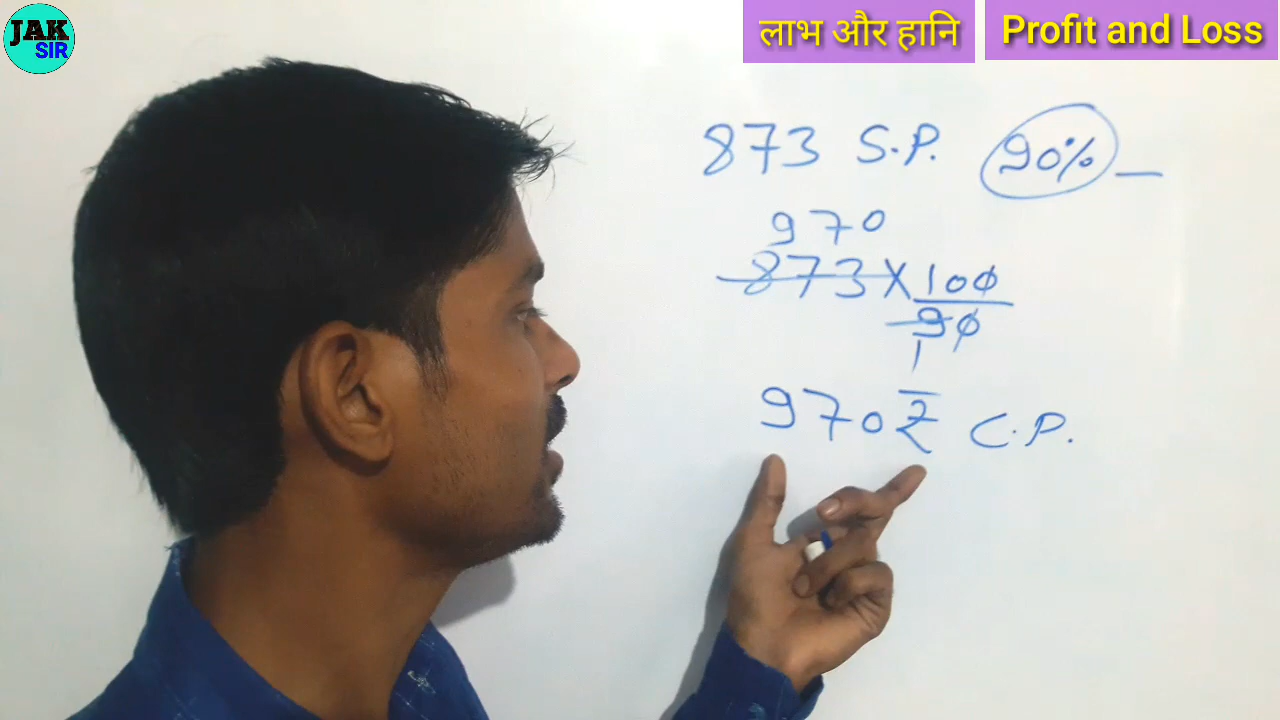 JAK
SIR
लाभ और हानि
Profit and Loss
873 S.P. 90% _
970
873 X 100
90
1
970 ₹ C.P.